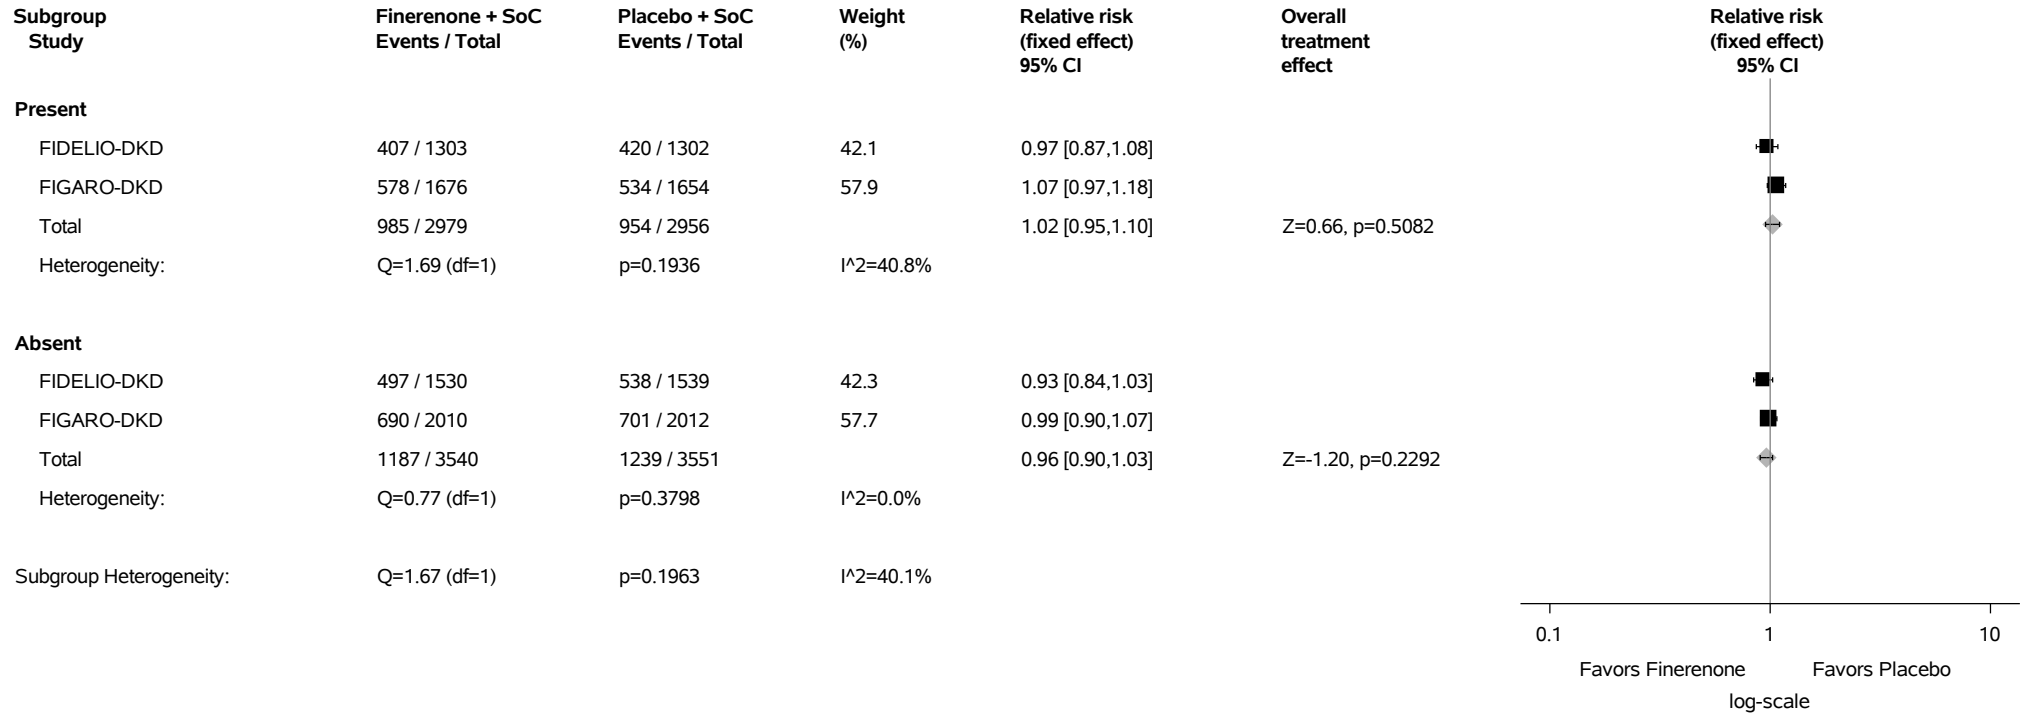 Subgroup Finerenone + SoC Placebo + SoC Weight Relative risk Overall Relative risk
Study Events / Total Events / Total (%) (fixed effect) treatment (fixed effect)
95% CI effect 95% CI
Present
FIDELIO-DKD 407 / 1303 420 / 1302 42.1 0.97 [0.87,1.08]
FIGARO-DKD 578 / 1676 534 / 1654 57.9 1.07 [0.97,1.18]
Total 985 / 2979 954 / 2956 1.02 [0.95,1.10] Z=0.66, p=0.5082
Heterogeneity: Q=1.69 (df=1) p=0.1936 I^2=40.8%
Absent
FIDELIO-DKD 497 / 1530 538 / 1539 42.3 0.93 [0.84,1.03]
FIGARO-DKD 690 / 2010 701 / 2012 57.7 0.99 [0.90,1.07]
Total 1187 / 3540 1239 / 3551 0.96 [0.90,1.03] Z=-1.20, p=0.2292
Heterogeneity: Q=0.77 (df=1) p=0.3798 I^2=0.0%
Subgroup Heterogeneity: Q=1.67 (df=1) p=0.1963 I^2=40.1%
0.1 1 10
Favors Finerenone Favors Placebo
log-scale